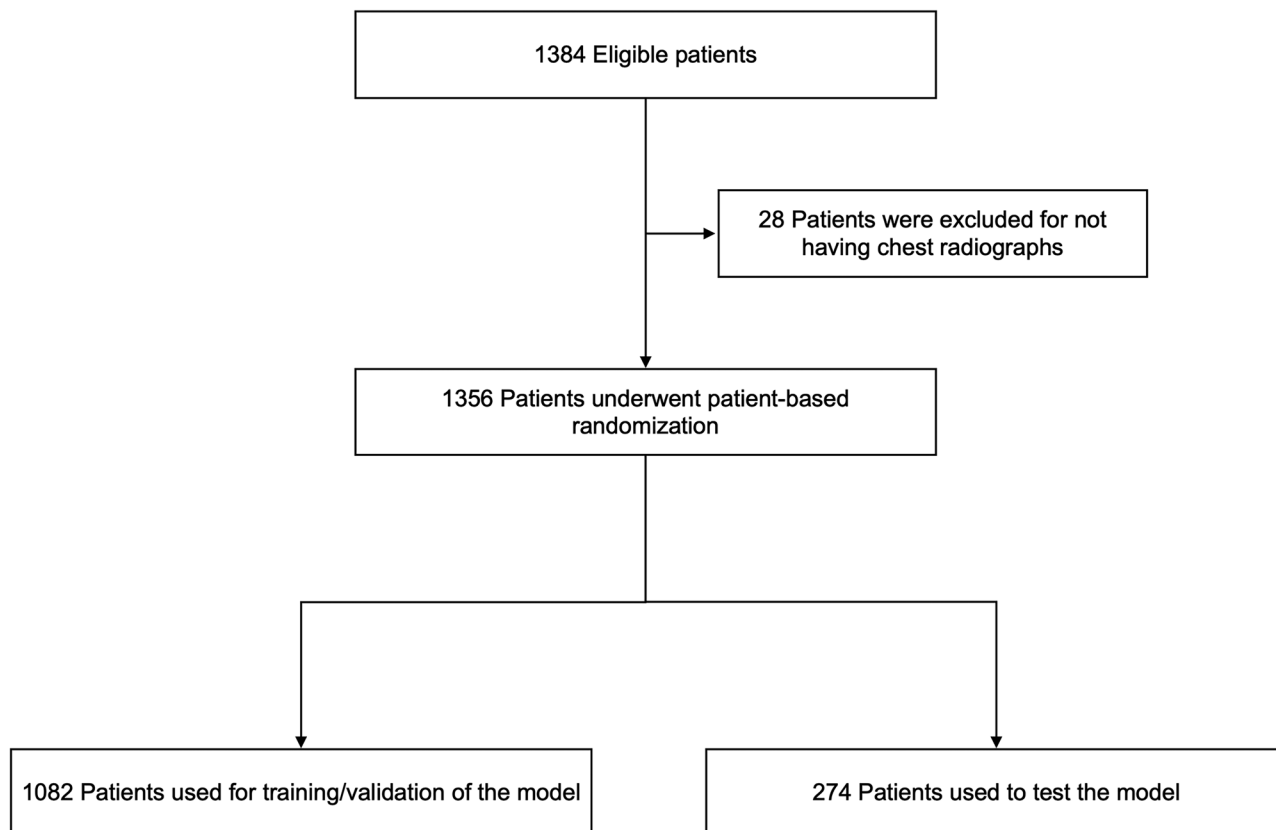 1384 Eligible patients
28 Patients were excluded for not
having chest radiographs
1356 Patients underwent patient-based
randomization
1082 Patients used for training/validation of the model
274 Patients used to test the model